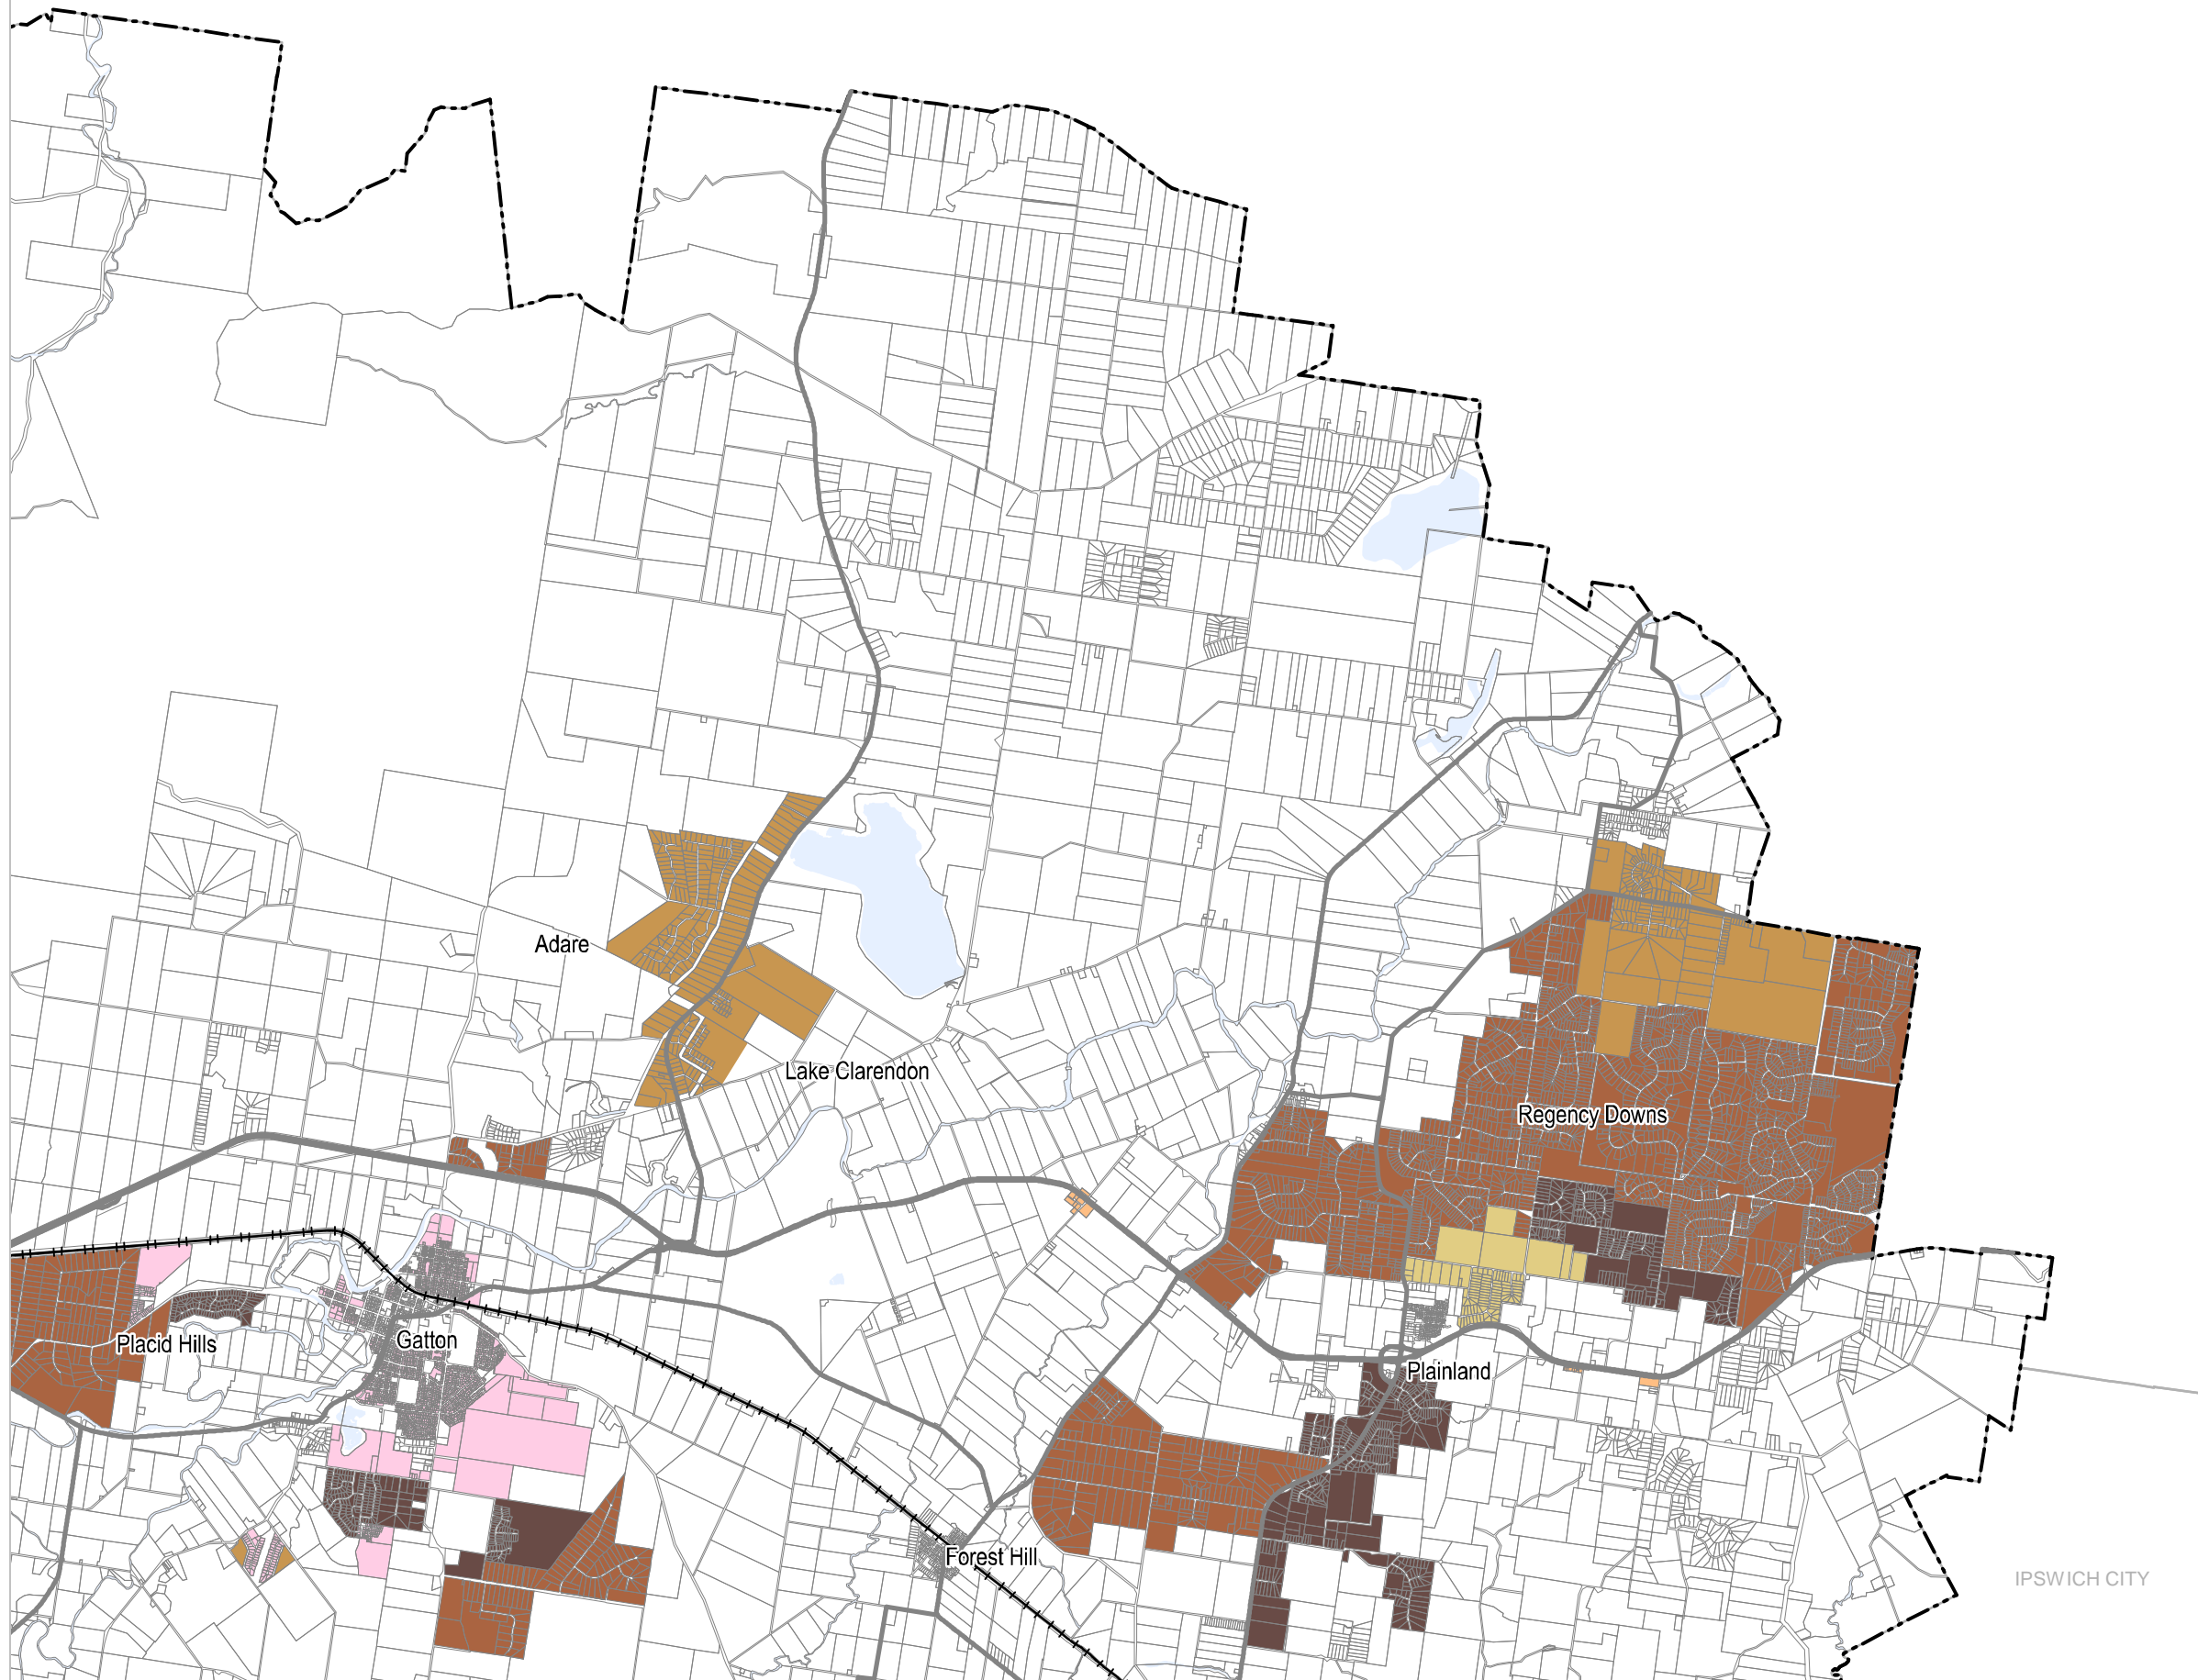 Adare
Lake Clarendon
Regency Downs
Placid Hills
Gatton
Plainland
Forest Hill
IPSWICH CITY